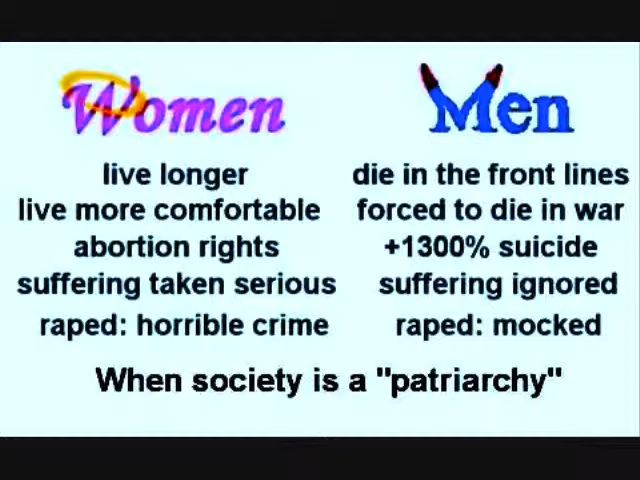 Women Men
live longer die in the front lines
live more comfortable forced to die in war
abortion rights +1300% suicide
suffering taken serious suffering ignored
raped: horrible crime raped: mocked
When society is a "patriarchy"